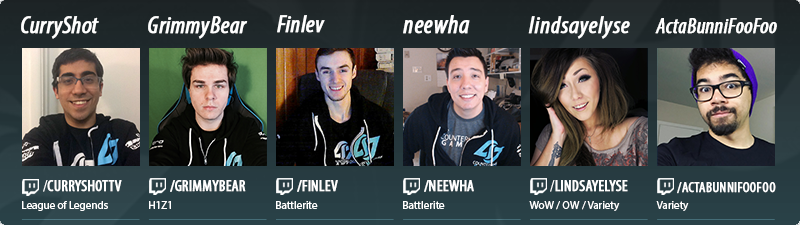 CurryShot
GrimmyBear
Finlev
neewha
lindsayelyse
ActaBunniFooFoo
COUNTER
/CURRYSHOTTV
/GRIMMYBEAR
/FINLEV
/NEEWHA
/LINDSAYELYSE
/ACTABUNNIFOOFOO
League of Legends
H1Z1
Battlerite
Battlerite
WoW / OW / Variety
Variety